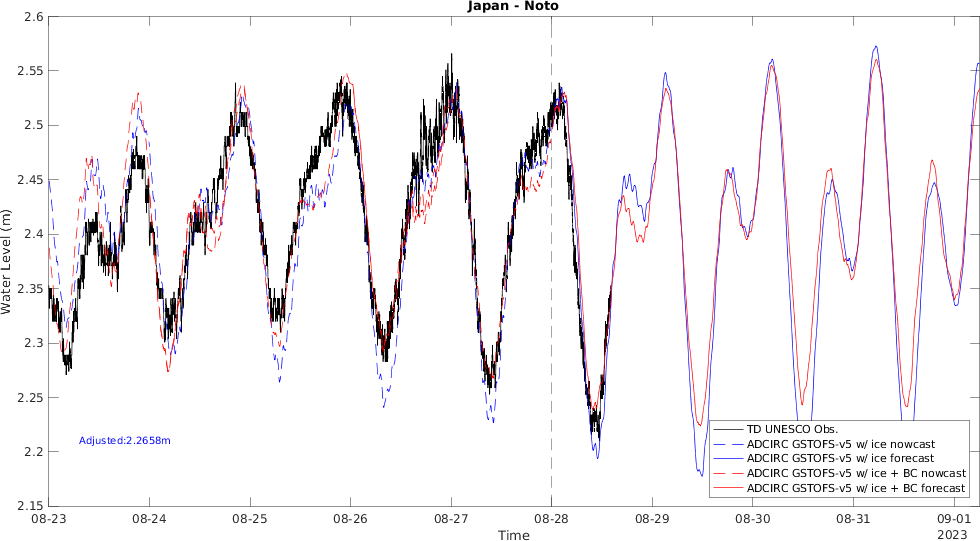 Japan - Noto
2.6
2.55
2.5
2.45
2.4
2.35
2.3
2.25
2.2
2.15
Water Level (m)
Adjusted:2.2658m
TD UNESCO Obs.
ADCIRC GSTOFS-v5 w/ ice nowcast
ADCIRC GSTOFS-v5 w/ ice forecast
ADCIRC GSTOFS-v5 w/ ice + BC nowcast
ADCIRC GSTOFS-v5 w/ ice + BC forecast
08-23 08-24 08-25 08-26 08-27 08-28 08-29 08-30 08-31 09-01
Time
2023